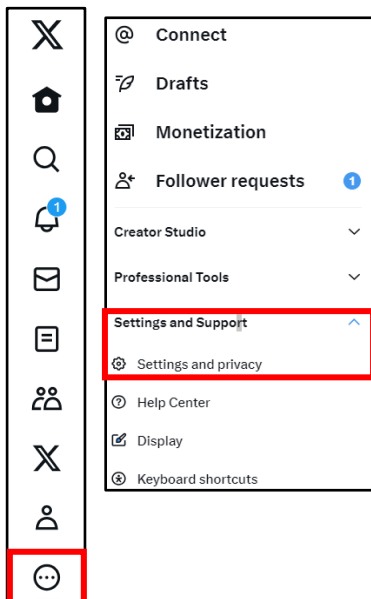 1
@ Connect
Drafts
Monetization
Follower requests 1
Creator Studio
Professional Tools
Settings and Support
Settings and privacy
Help Center
Display
Keyboard shortcuts